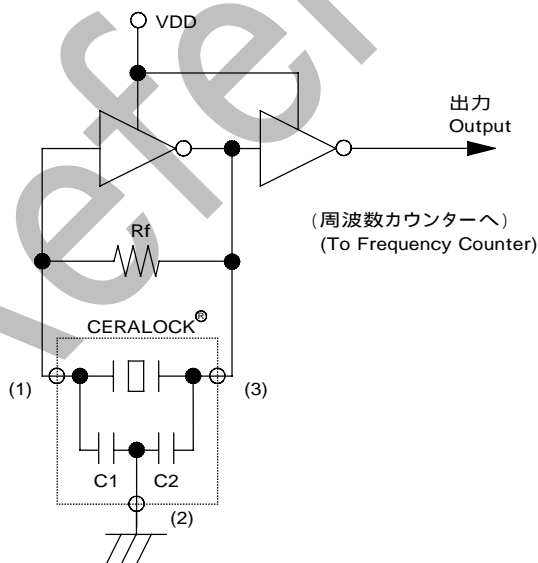 VDD
出力
Output
(周波数カウンターへ)
(To Frequency Counter)
Rf
CERALOCK®
(1)
(3)
C1
C2
(2)